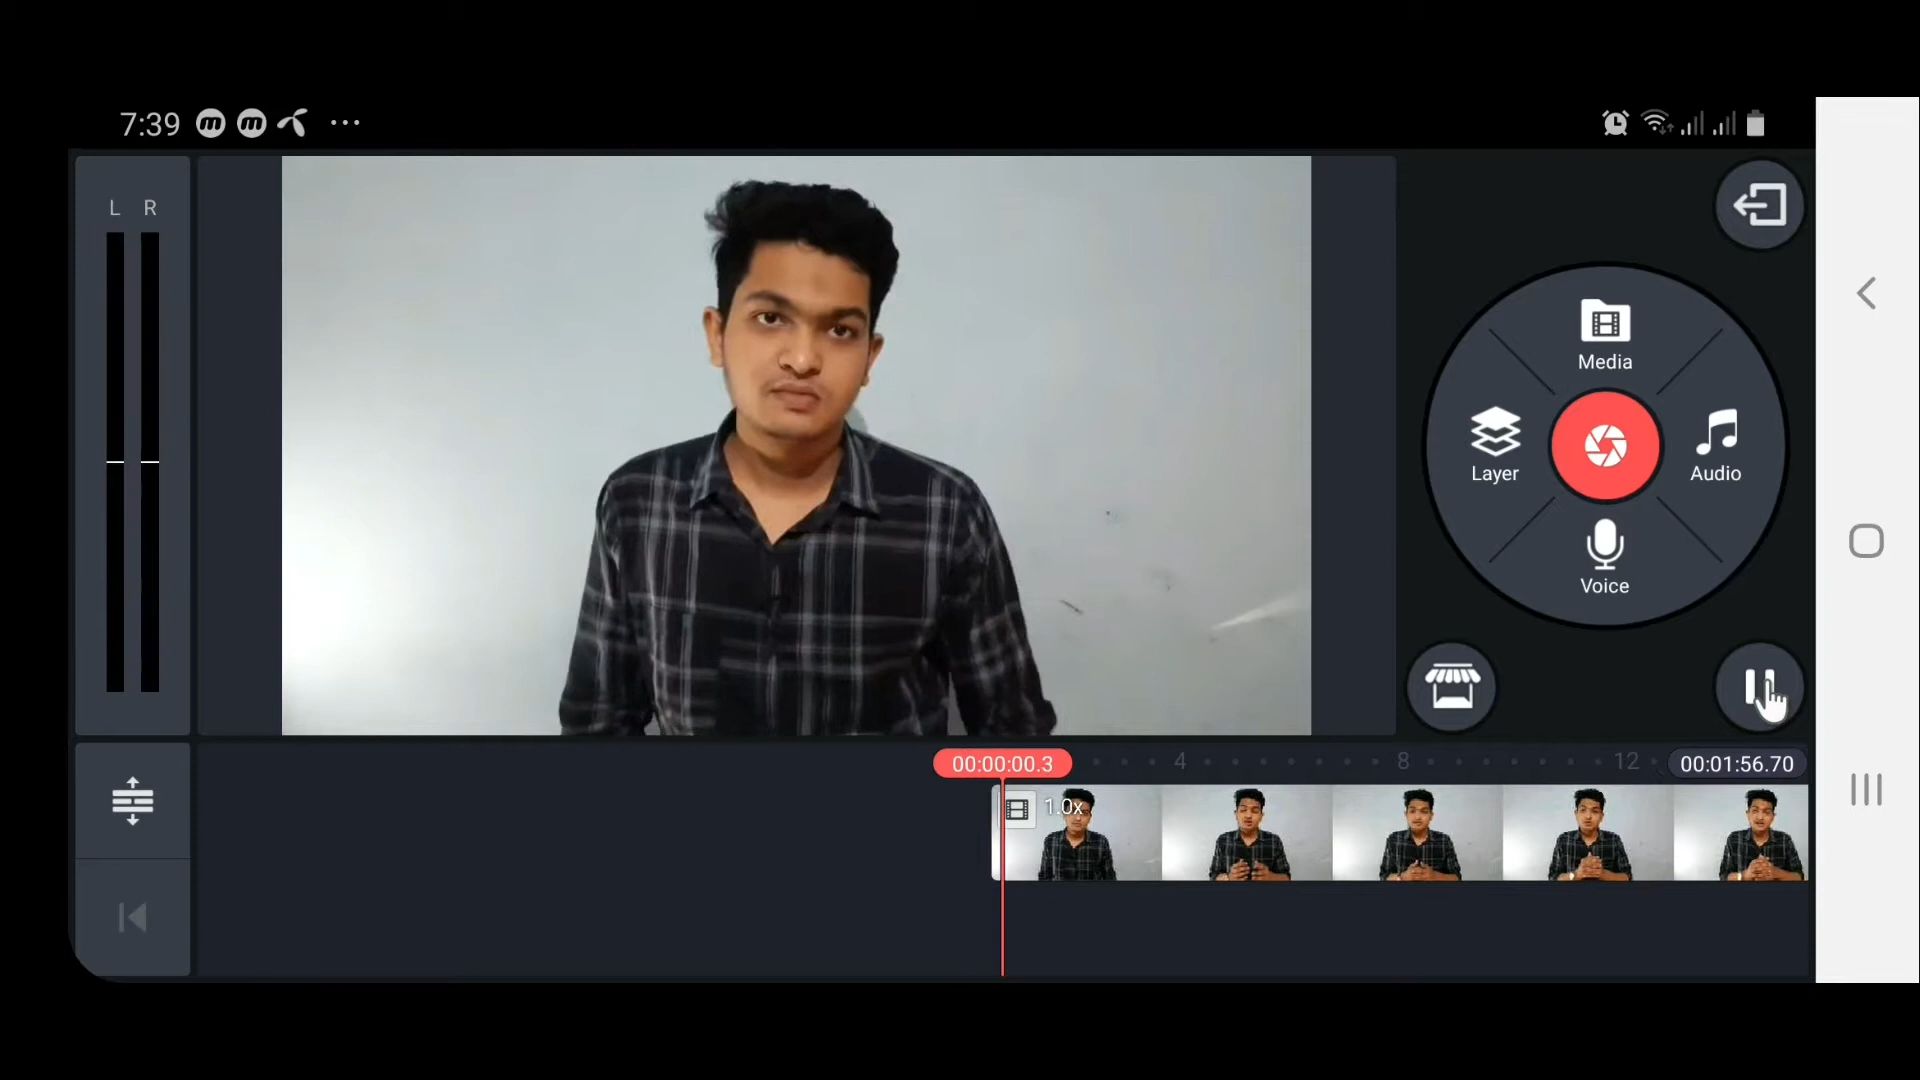 7:39
L R
Media
Layer
Audio
Voice
00:00:00.3
4
8
12
00:01:56.70
1.0x